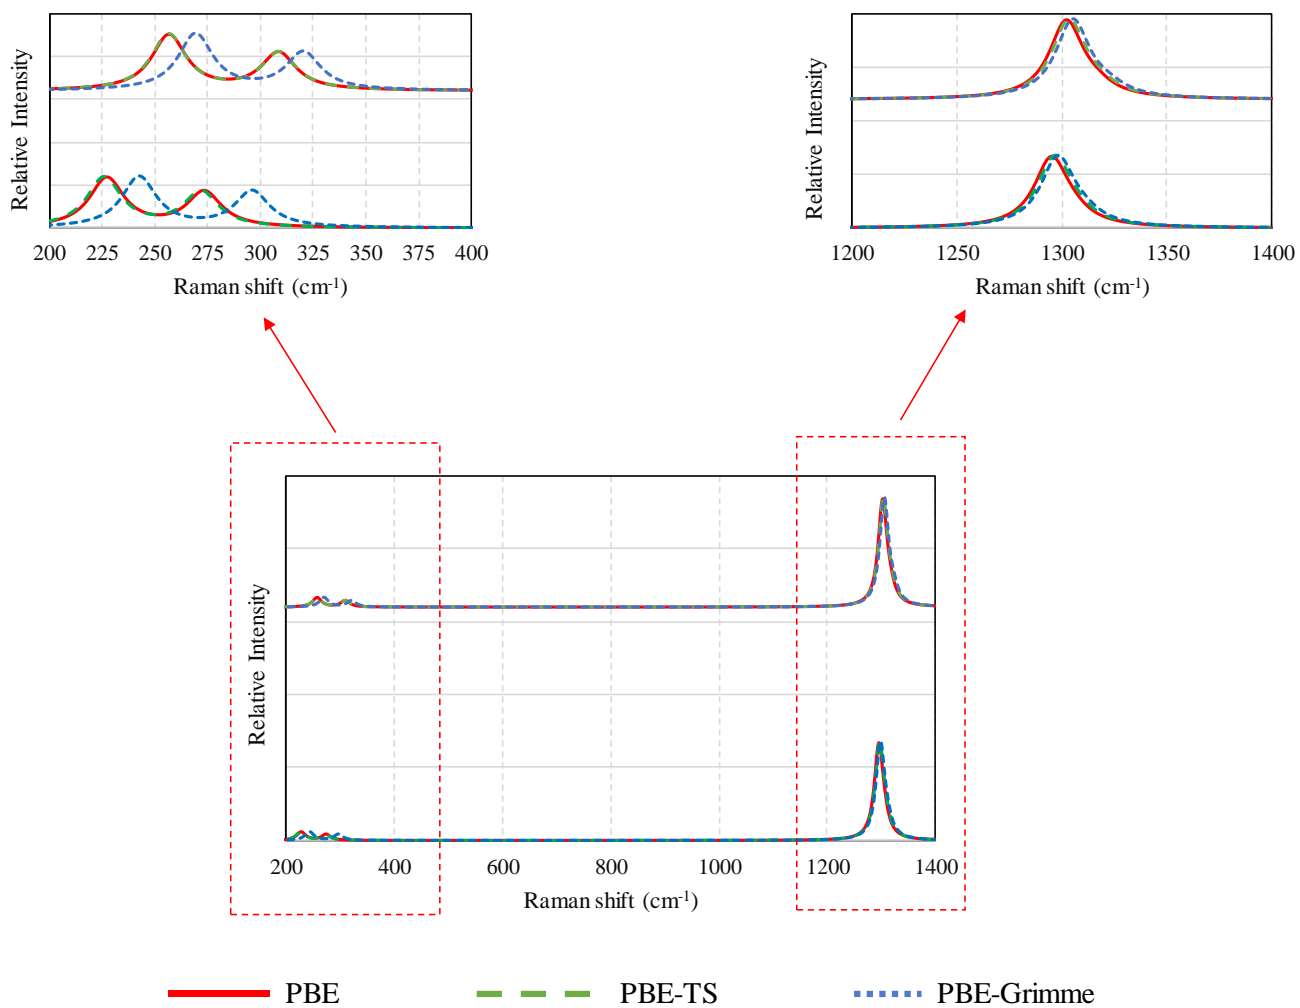 Relative Intensity
200 225 250 275 300 325 350 375 400
Raman shift (cm-1)
Relative Intensity
1200 1250 1300 1350 1400
Raman shift (cm-1)
Relative Intensity
200 400 600 800 1000 1200 1400
Raman shift (cm-1)
PBE PBE-TS PBE-Grimme